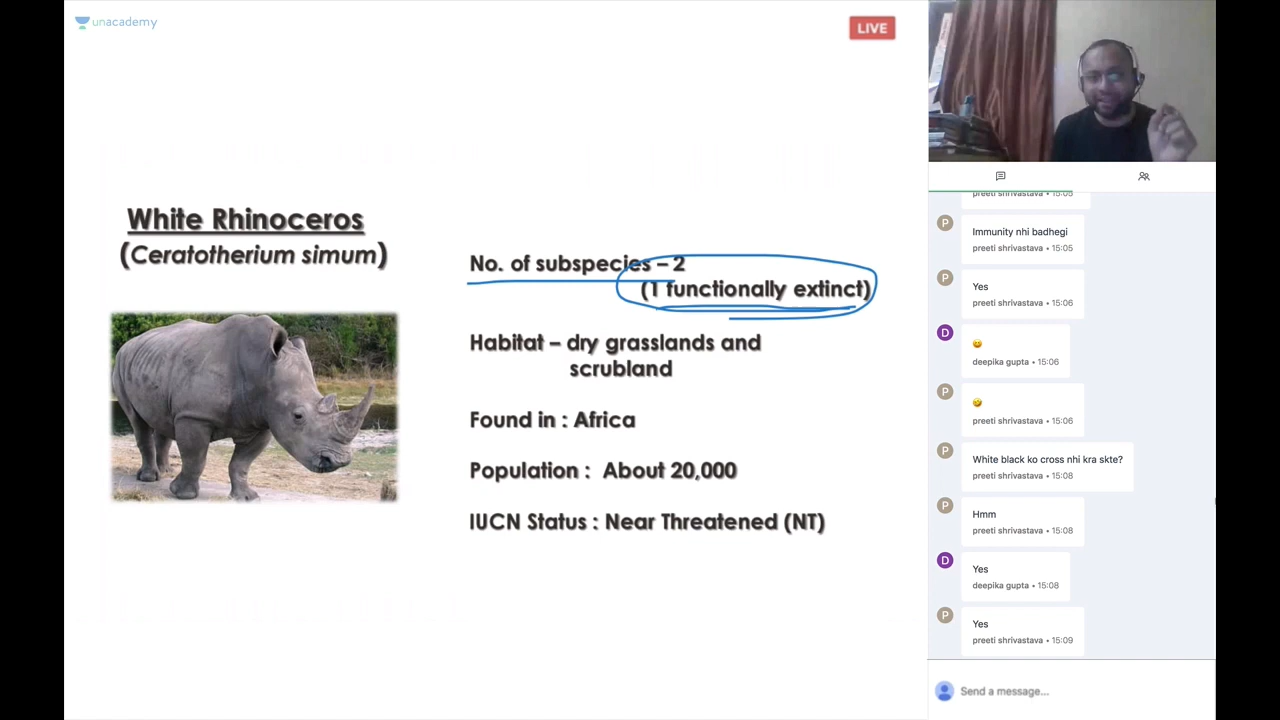 unacademy
LIVE
White Rhinoceros
(Ceratotherium simum)
No. of subspecies – 2
(1 functionally extinct)
Habitat – dry grasslands and
scrubland
Found in : Africa
Population : About 20,000
IUCN Status : Near Threatened (NT)
preeti shrivastava • 15:05
P
Immunity nhi badhegi
preeti shrivastava • 15:05
P
Yes
preeti shrivastava • 15:06
D
deepika gupta • 15:06
P
preeti shrivastava • 15:06
P
White black ko cross nhi kra skte?
preeti shrivastava • 15:08
P
Hmm
preeti shrivastava • 15:08
D
Yes
deepika gupta • 15:08
P
Yes
preeti shrivastava • 15:09
Send a message...